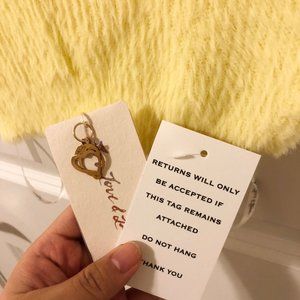 RETURNS WILL ONLY
BE ACCEPTED IF
THIS TAG REMAINS
ATTACHED
DO NOT HANG
THANK YOU